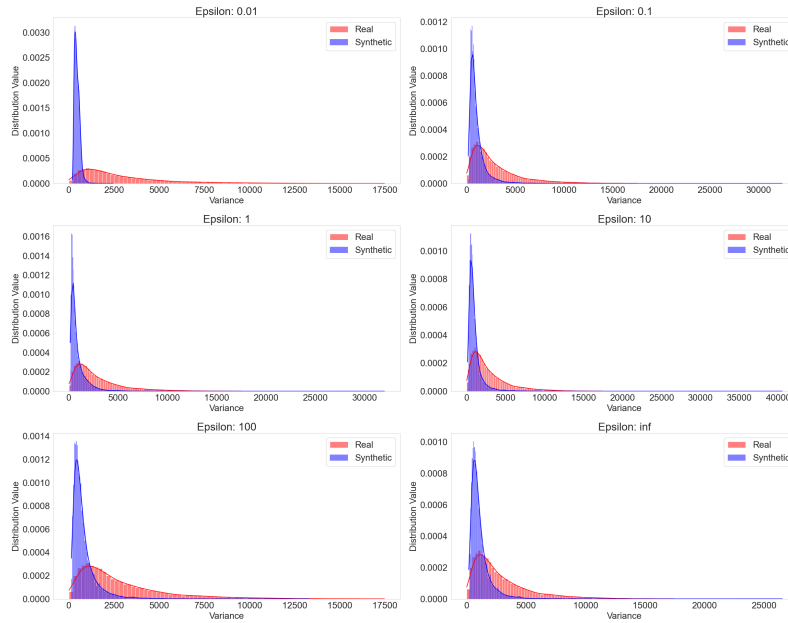 Epsilon: 0.01
Distribution Value
0.0030
0.0025
0.0020
0.0015
0.0010
0.0005
0.0000
0 2500 5000 7500 10000 12500 15000 17500
Variance
Real
Synthetic
Epsilon: 0.1
Distribution Value
0.0012
0.0010
0.0008
0.0006
0.0004
0.0002
0.0000
0 5000 10000 15000 20000 25000 30000
Variance
Real
Synthetic
Epsilon: 1
Distribution Value
0.0016
0.0014
0.0012
0.0010
0.0008
0.0006
0.0004
0.0002
0.0000
0 5000 10000 15000 20000 25000 30000
Variance
Real
Synthetic
Epsilon: 10
Distribution Value
0.0010
0.0008
0.0006
0.0004
0.0002
0.0000
0 5000 10000 15000 20000 25000 30000 35000 40000
Variance
Real
Synthetic
Epsilon: 100
Distribution Value
0.0014
0.0012
0.0010
0.0008
0.0006
0.0004
0.0002
0.0000
0 2500 5000 7500 10000 12500 15000 17500
Variance
Real
Synthetic
Epsilon: inf
Distribution Value
0.0010
0.0008
0.0006
0.0004
0.0002
0.0000
0 5000 10000 15000 20000 25000
Variance
Real
Synthetic